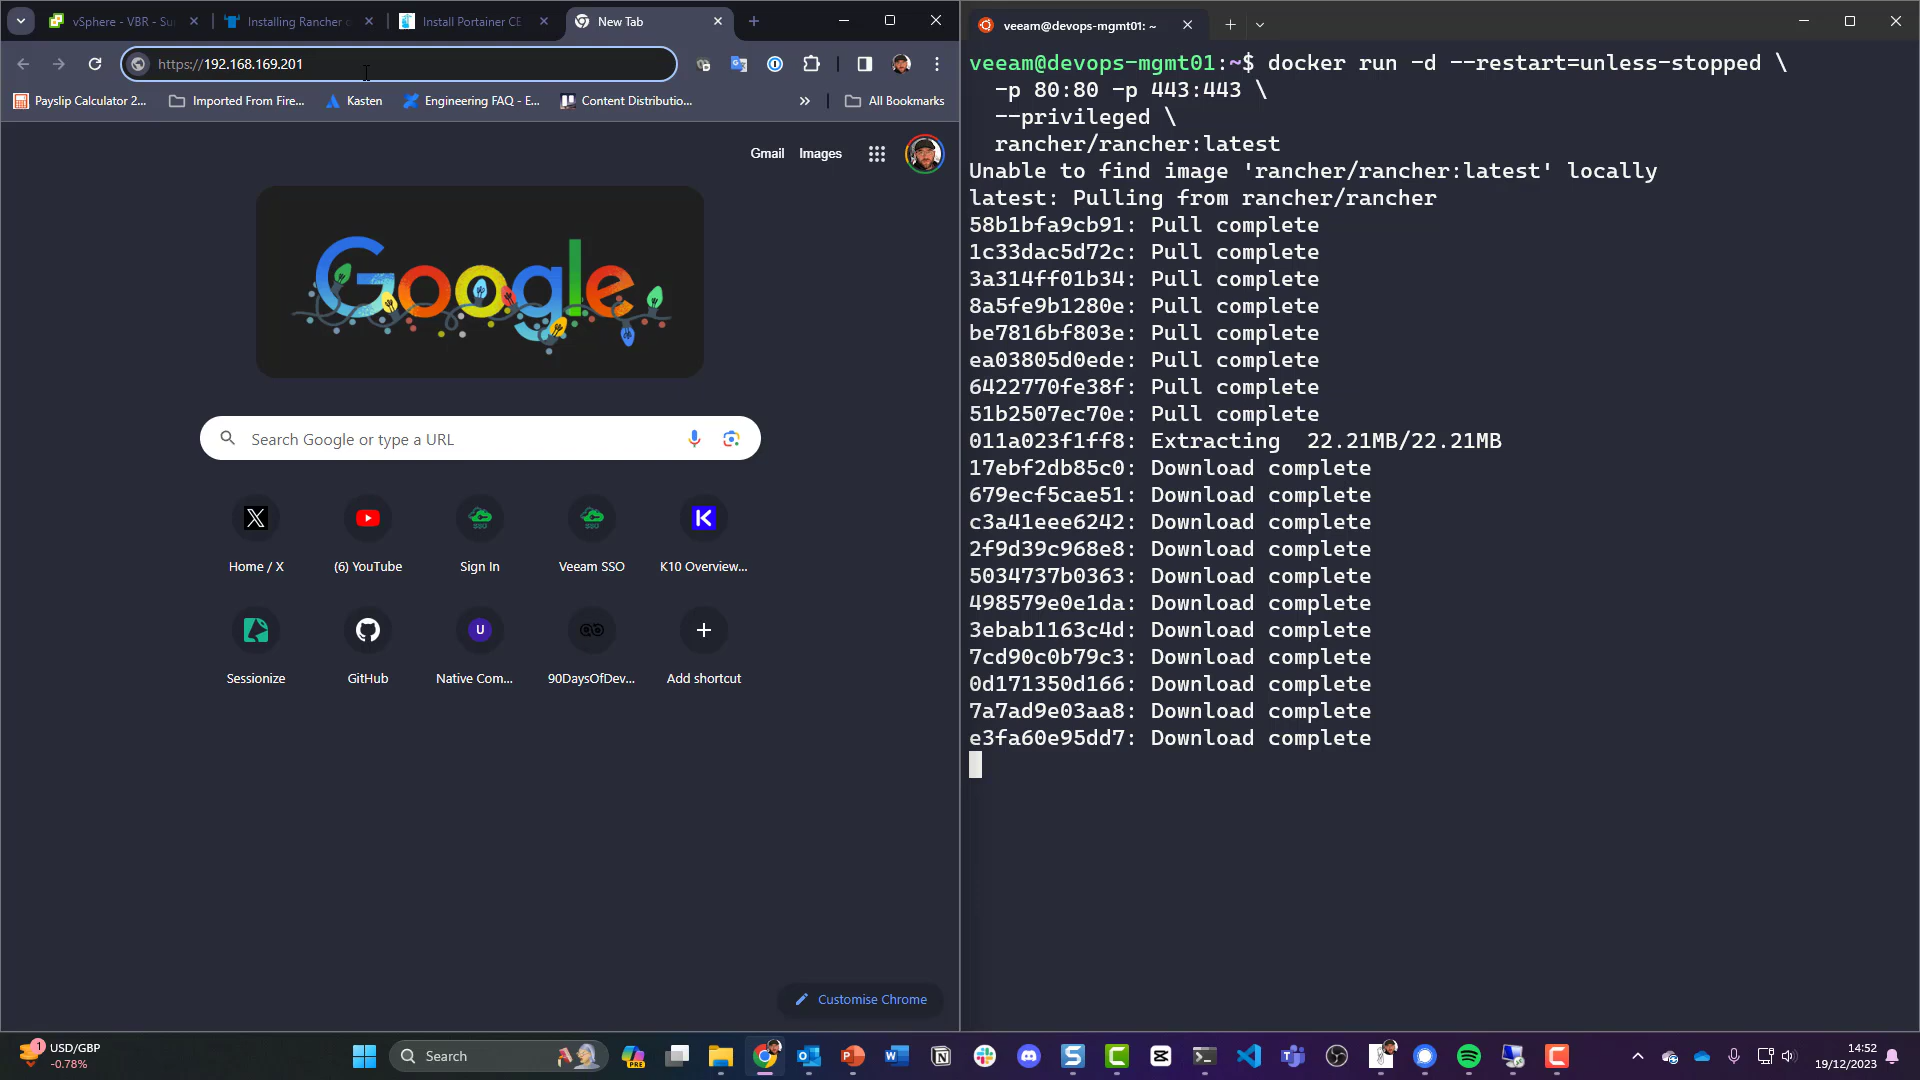 vSphere - VBR - Su
Installing Rancher
Install Portainer CE
New Tab
https://192.168.169.201
Payslip Calculator 2...
Imported From Fire...
Kasten
Engineering FAQ - E...
Content Distributio...
All Bookmarks
Gmail
Images
Google
Search Google or type a URL
Home / X
(6) YouTube
Sign In
Veeam SSO
K10 Overview...
Sessionize
GitHub
Native Com...
90DaysOfDev...
Add shortcut
Customise Chrome
veeam@devops-mgmt01: ~
veeam@devops-mgmt01:~$ docker run -d --restart=unless-stopped \
-p 80:80 -p 443:443 \
--privileged \
rancher/rancher:latest
Unable to find image 'rancher/rancher:latest' locally
latest: Pulling from rancher/rancher
58b1bfa9cb91: Pull complete
1c33dac5d72c: Pull complete
3a314ff01b34: Pull complete
8a5fe9b1280e: Pull complete
be7816bf803e: Pull complete
ea03805d0ede: Pull complete
6422770fe38f: Pull complete
51b2507ec70e: Pull complete
011a023f1ff8: Extracting  22.21MB/22.21MB
17ebf2db85c0: Download complete
679ecf5cae51: Download complete
c3a41eee6242: Download complete
2f9d39c968e8: Download complete
5034737b0363: Download complete
498579e0e1da: Download complete
3ebab1163c4d: Download complete
7cd90c0b79c3: Download complete
0d171350d166: Download complete
7a7ad9e03aa8: Download complete
e3fa60e95dd7: Download complete
1
USD/GBP
-0.78%
Search
PRE
14:52
19/12/2023